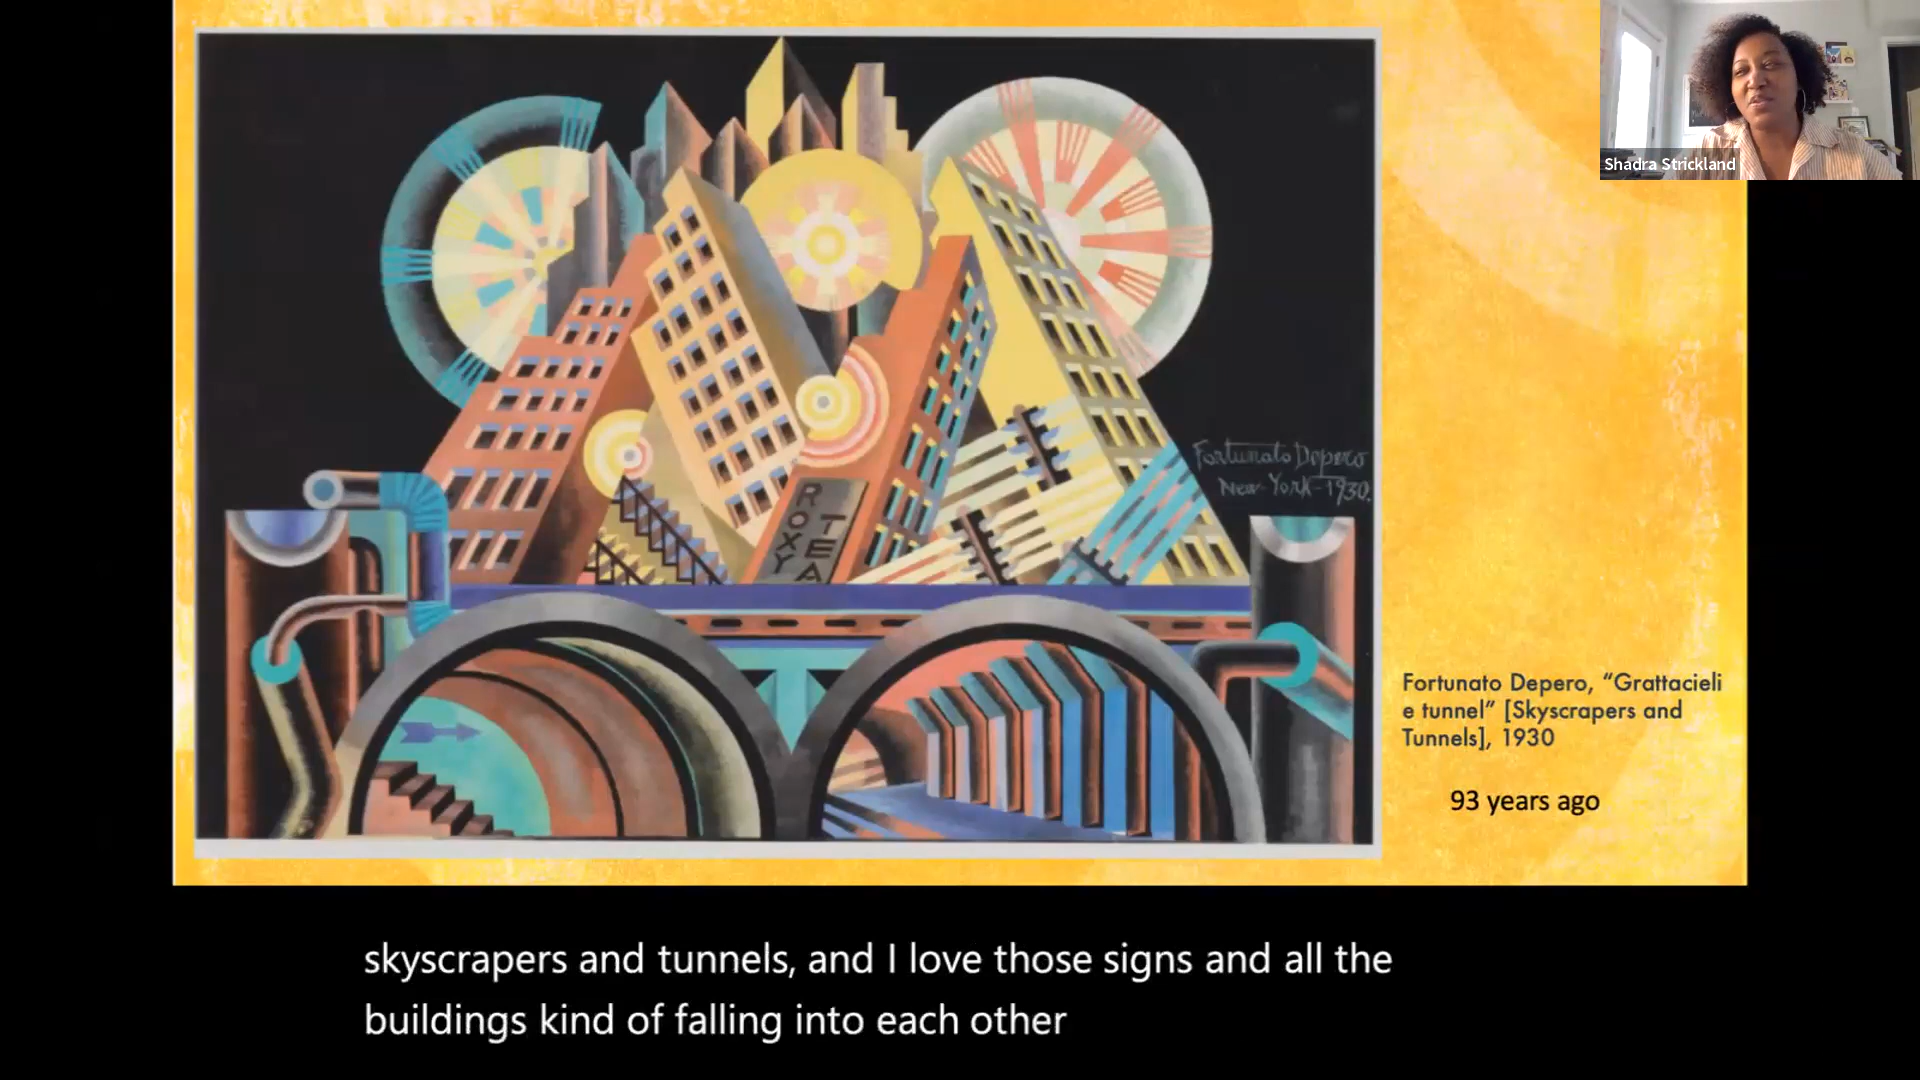 Shadra Strickland
Fortunato Depero
New-York-1930.
ROXY
TEA
Fortunato Depero, “Grattacieli
e tunnel” [Skyscrapers and
Tunnels], 1930
93 years ago
skyscrapers and tunnels, and I love those signs and all the
buildings kind of falling into each other